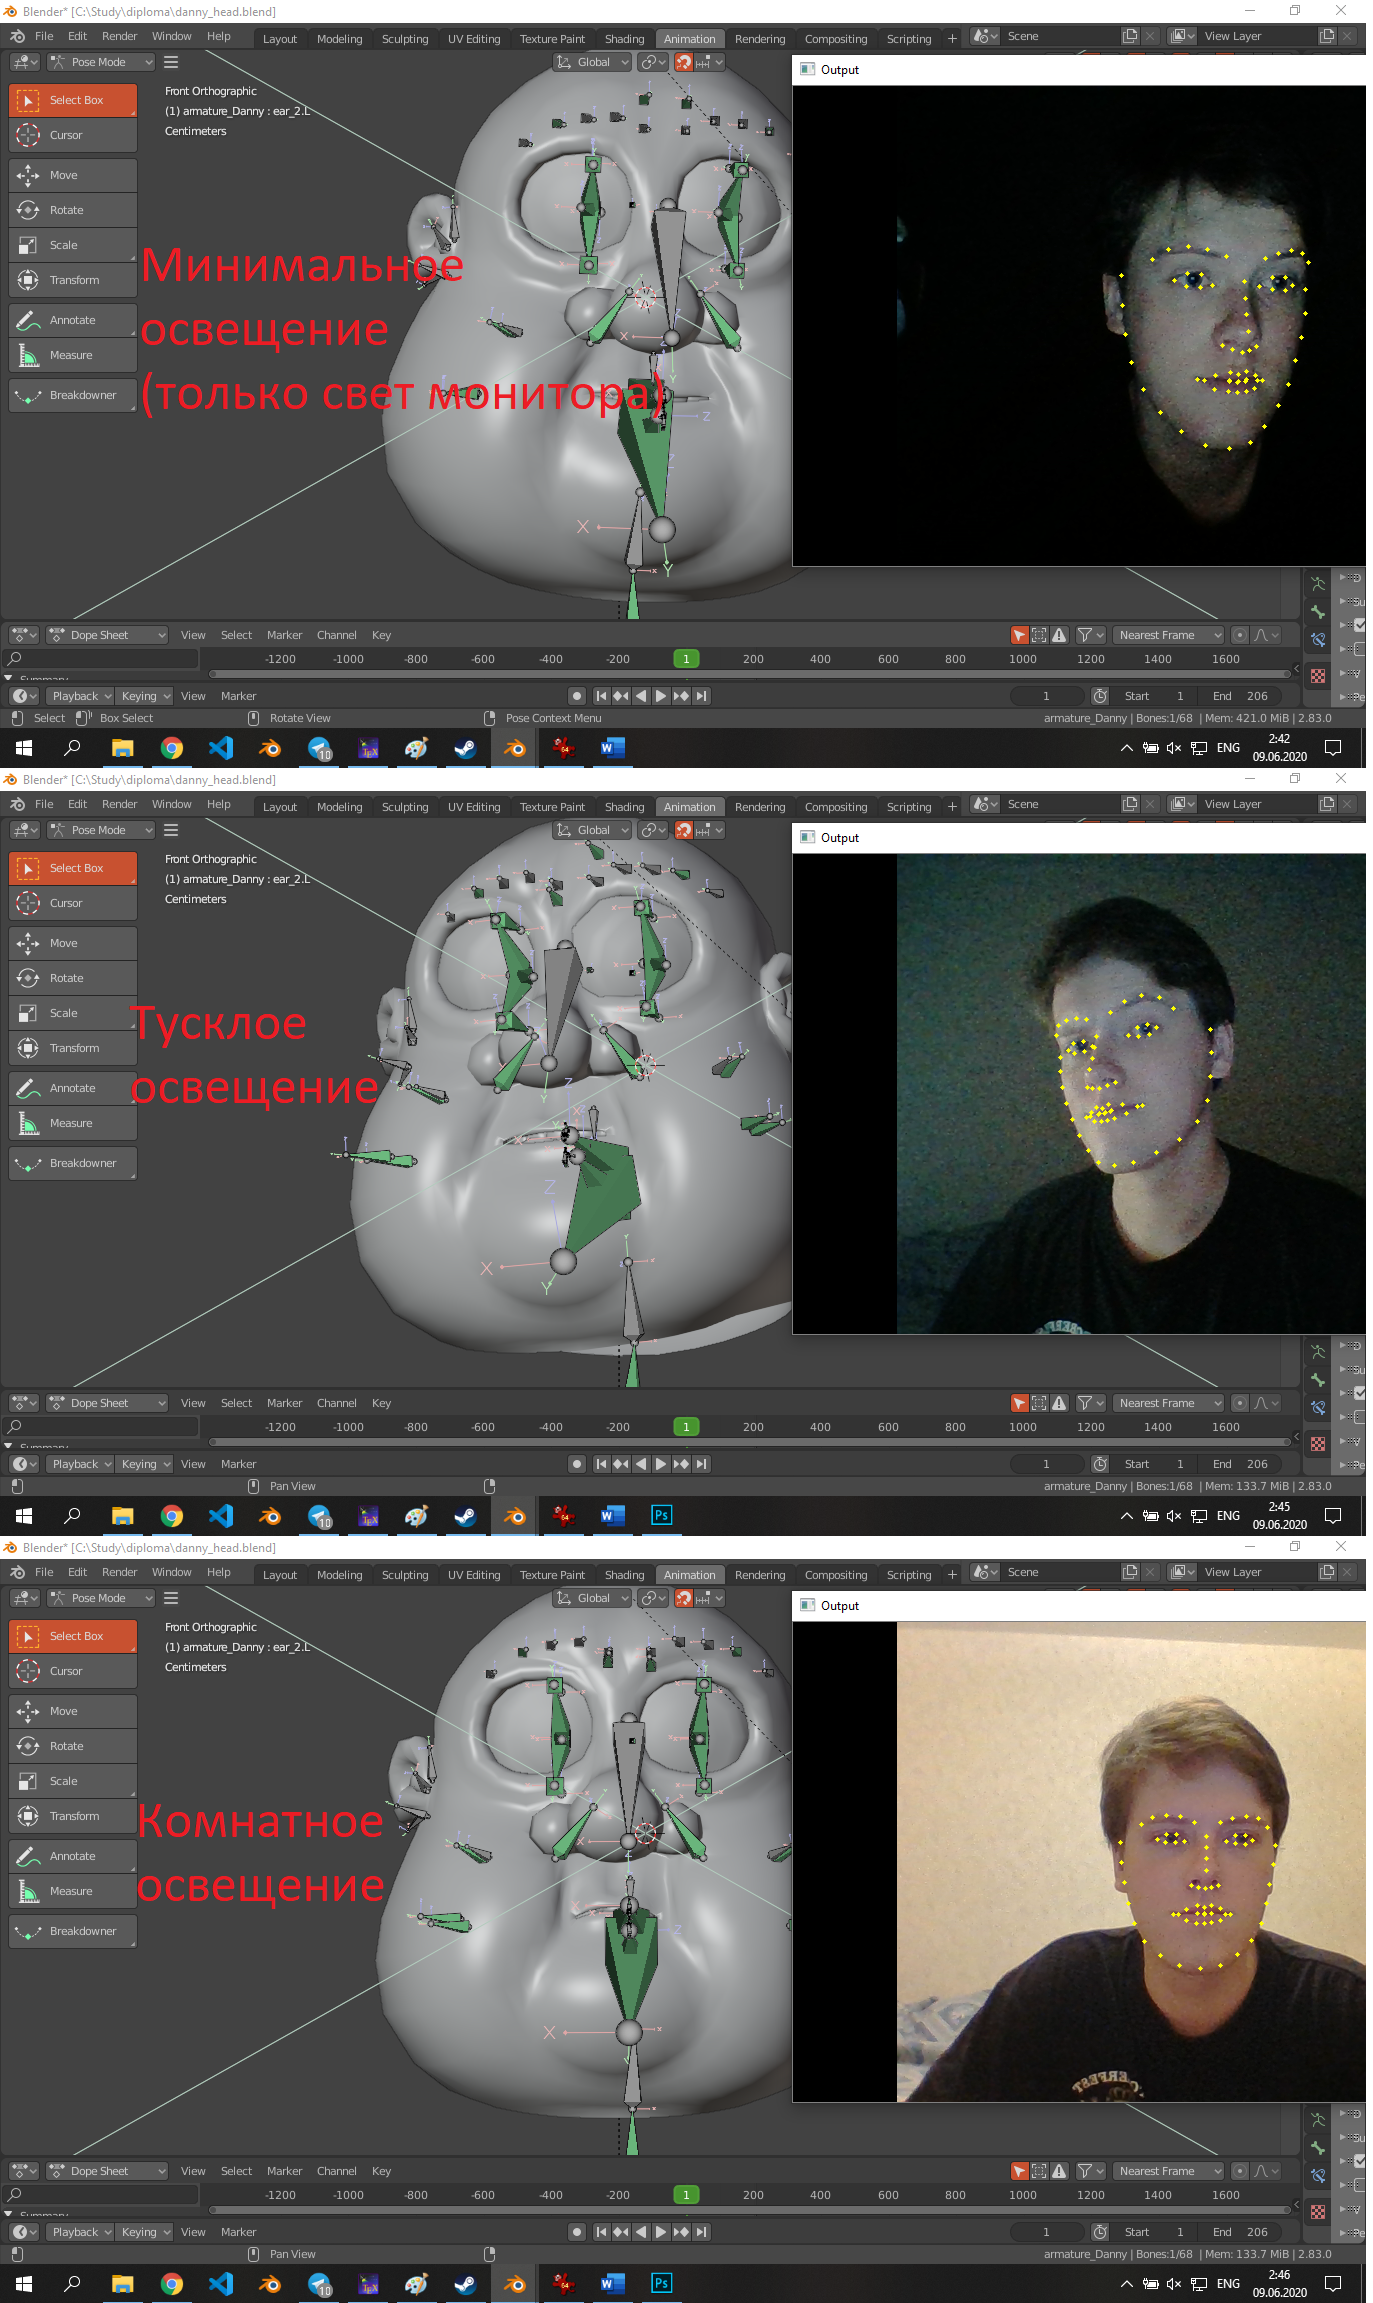 Blender* [C:\Study\diploma\danny_head.blend]
File Edit Render Window Help Layout Modeling Sculpting UV Editing Texture Paint Shading Animation Rendering Compositing Scripting + Scene View Layer
Pose Mode Global
Output
Select Box
Cursor
Move
Rotate
Scale
Transform
Annotate
Measure
Breakdowner
Front Orthographic
(1) armature_Danny : ear_2.L
Centimeters
Минимальное
освещение
(только свет монитора)
Dope Sheet View Select Marker Channel Key Nearest Frame
-1200 -1000 -800 -600 -400 -200 1 200 400 600 800 1000 1200 1400 1600
Summary
Playback Keying View Marker 1 Start 1 End 206
Select Box Select Rotate View Pose Context Menu armature_Danny | Bones:1/68 | Mem: 421.0 MiB | 2.83.0
ENG 2:42
09.06.2020
Blender* [C:\Study\diploma\danny_head.blend]
File Edit Render Window Help Layout Modeling Sculpting UV Editing Texture Paint Shading Animation Rendering Compositing Scripting + Scene View Layer
Pose Mode Global
Output
Select Box
Cursor
Move
Rotate
Scale
Transform
Annotate
Measure
Breakdowner
Front Orthographic
(1) armature_Danny : ear_2.L
Centimeters
Тусклое
освещение
Dope Sheet View Select Marker Channel Key Nearest Frame
-1200 -1000 -800 -600 -400 -200 1 200 400 600 800 1000 1200 1400 1600
Summary
Playback Keying View Marker 1 Start 1 End 206
Pan View armature_Danny | Bones:1/68 | Mem: 133.7 MiB | 2.83.0
ENG 2:45
09.06.2020
Blender* [C:\Study\diploma\danny_head.blend]
File Edit Render Window Help Layout Modeling Sculpting UV Editing Texture Paint Shading Animation Rendering Compositing Scripting + Scene View Layer
Pose Mode Global
Output
Select Box
Cursor
Move
Rotate
Scale
Transform
Annotate
Measure
Breakdowner
Front Orthographic
(1) armature_Danny : ear_2.L
Centimeters
Комнатное
освещение
Dope Sheet View Select Marker Channel Key Nearest Frame
-1200 -1000 -800 -600 -400 -200 1 200 400 600 800 1000 1200 1400 1600
Summary
Playback Keying View Marker 1 Start 1 End 206
Pan View armature_Danny | Bones:1/68 | Mem: 133.7 MiB | 2.83.0
ENG 2:46
09.06.2020